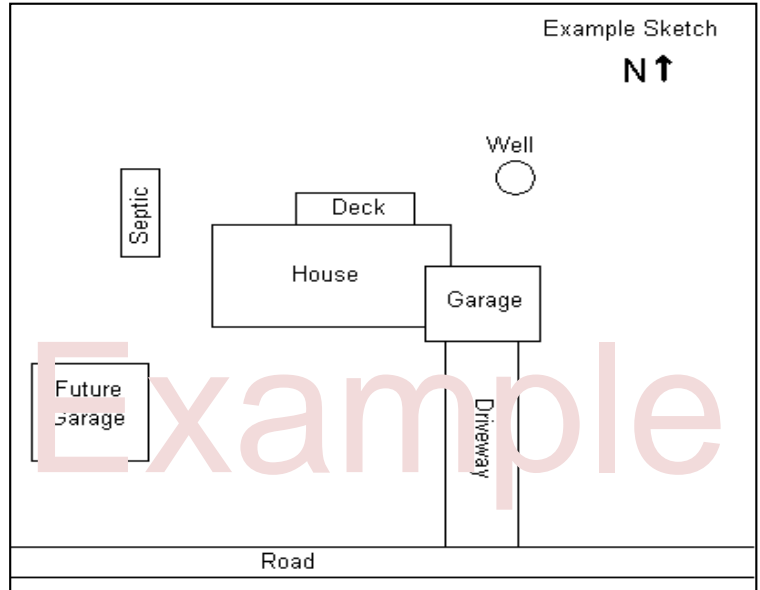 Example Sketch
N↑
Well
Septic
Deck
House
Garage
Future
Garage
Driveway
Example
Road